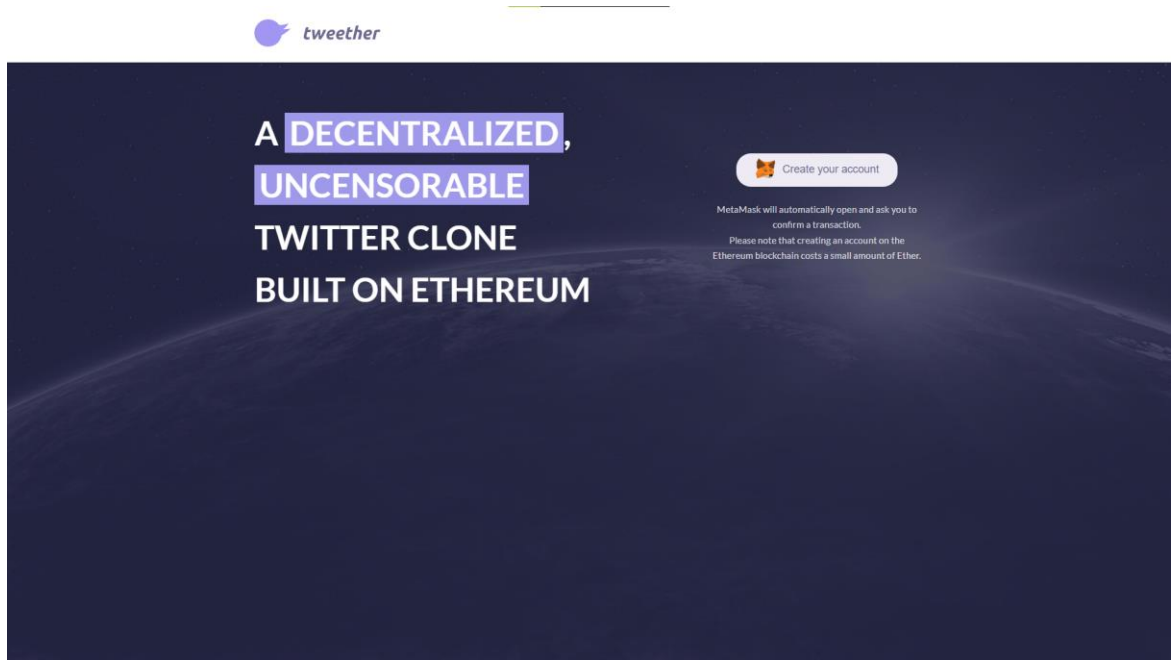 tweether
A DECENTRALIZED,
UNCENSORABLE
TWITTER CLONE
BUILT ON ETHEREUM
Create your account
MetaMask will automatically open and ask you to
confirm a transaction.
Please note that creating an account on the
Ethereum blockchain costs a small amount of Ether.